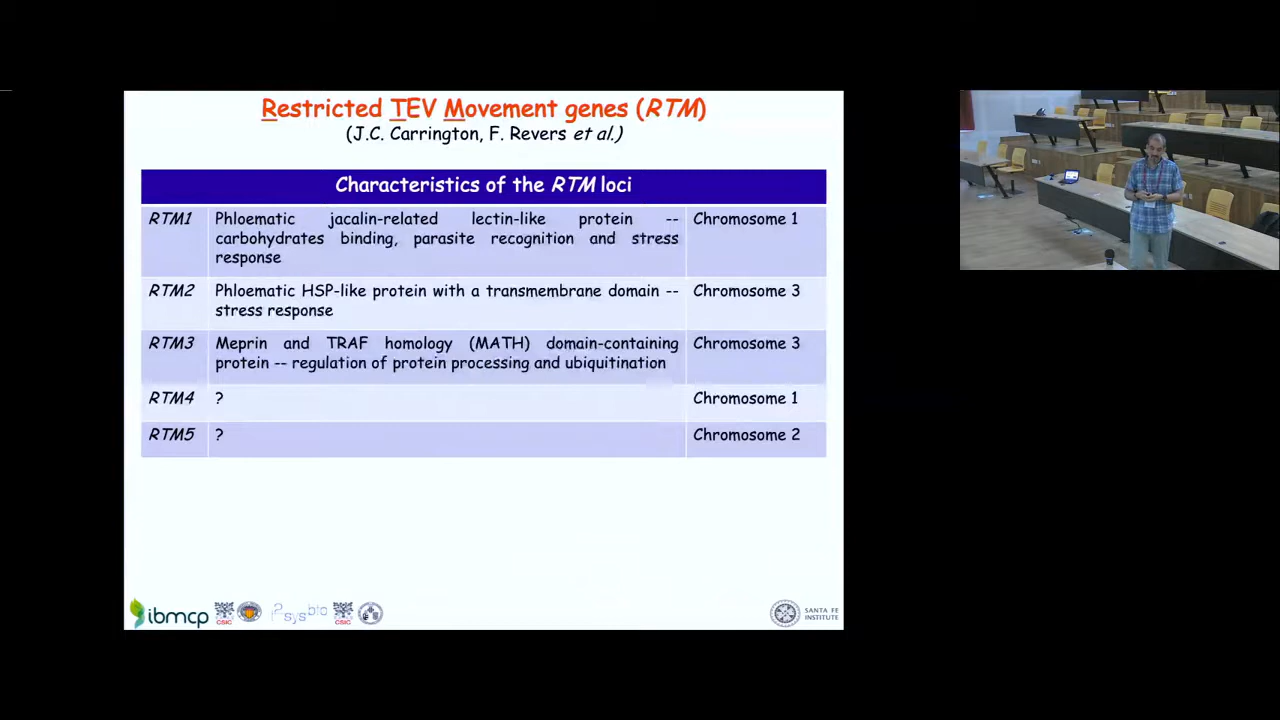 Restricted TEV Movement genes (RTM)
(J.C. Carrington, F. Revers et al.)
Characteristics of the RTM loci
RTM1 Phloematic jacalin-related lectin-like protein -- Chromosome 1
carbohydrates binding, parasite recognition and stress
response
RTM2 Phloematic HSP-like protein with a transmembrane domain -- Chromosome 3
stress response
RTM3 Meprin and TRAF homology (MATH) domain-containing Chromosome 3
protein -- regulation of protein processing and ubiquitination
RTM4 ? Chromosome 1
RTM5 ? Chromosome 2
ibmcp CSIC i2sysbio CSIC SANTA FE
INSTITUTE